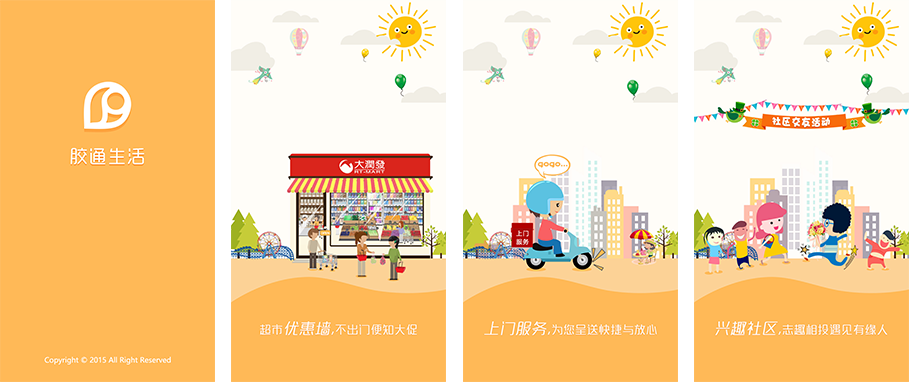 胶通生活
Copyright © 2015 All Right Reserved
大潤發
RT-MART
超市优惠墙,不出门便知大促
gogo...
上门
服务
上门服务,为您呈送快捷与放心
社区交友活动
兴趣社区,志趣相投遇见有缘人